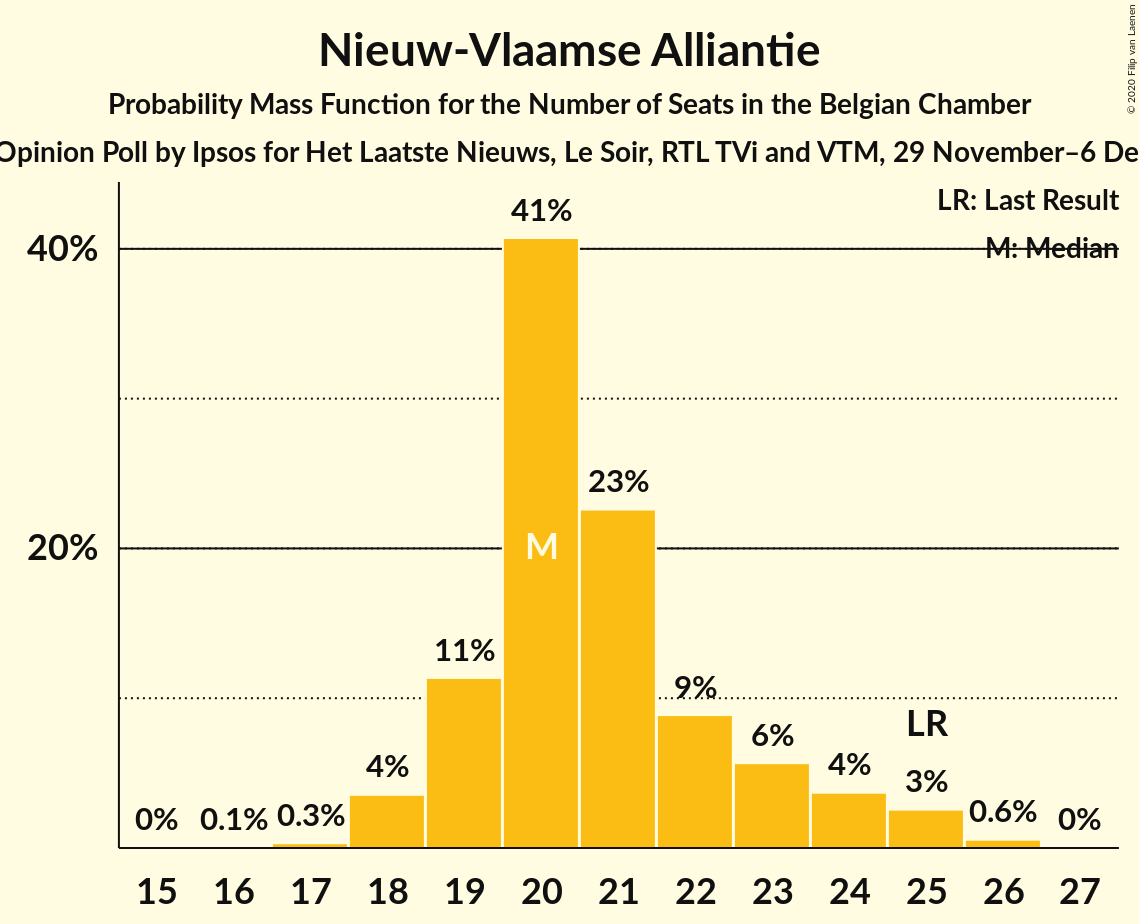 Nieuw-Vlaamse Alliantie
Probability Mass Function for the Number of Seats in the Belgian Chamber
Opinion Poll by Ipsos for Het Laatste Nieuws, Le Soir, RTL TVi and VTM, 29 November–6 De
© 2020 Filip van Laenen
LR: Last Result
M: Median
40%
20%
0% 0.1% 0.3% 4% 11% 41% 23% 9% 6% 4% 3% 0.6% 0%
M
LR
15 16 17 18 19 20 21 22 23 24 25 26 27